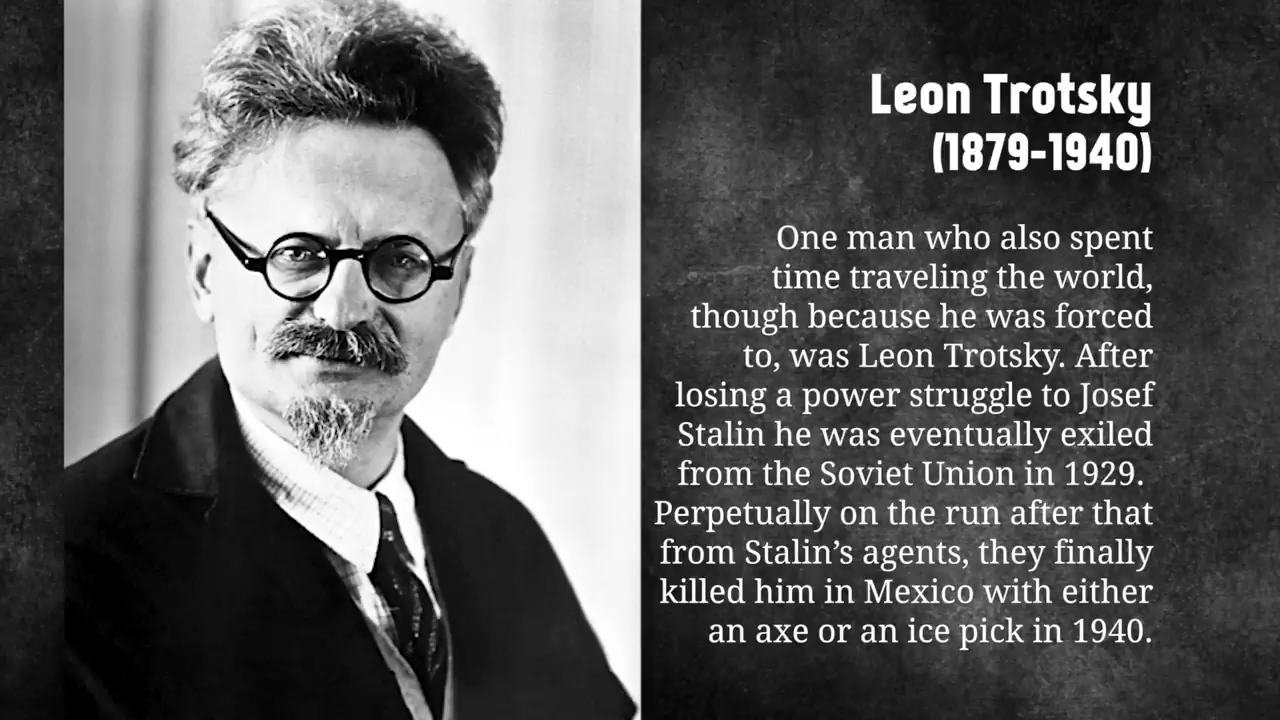 Leon Trotsky
(1879-1940)
One man who also spent
time traveling the world,
though because he was forced
to, was Leon Trotsky. After
losing a power struggle to Josef
Stalin he was eventually exiled
from the Soviet Union in 1929.
Perpetually on the run after that
from Stalin’s agents, they finally
killed him in Mexico with either
an axe or an ice pick in 1940.